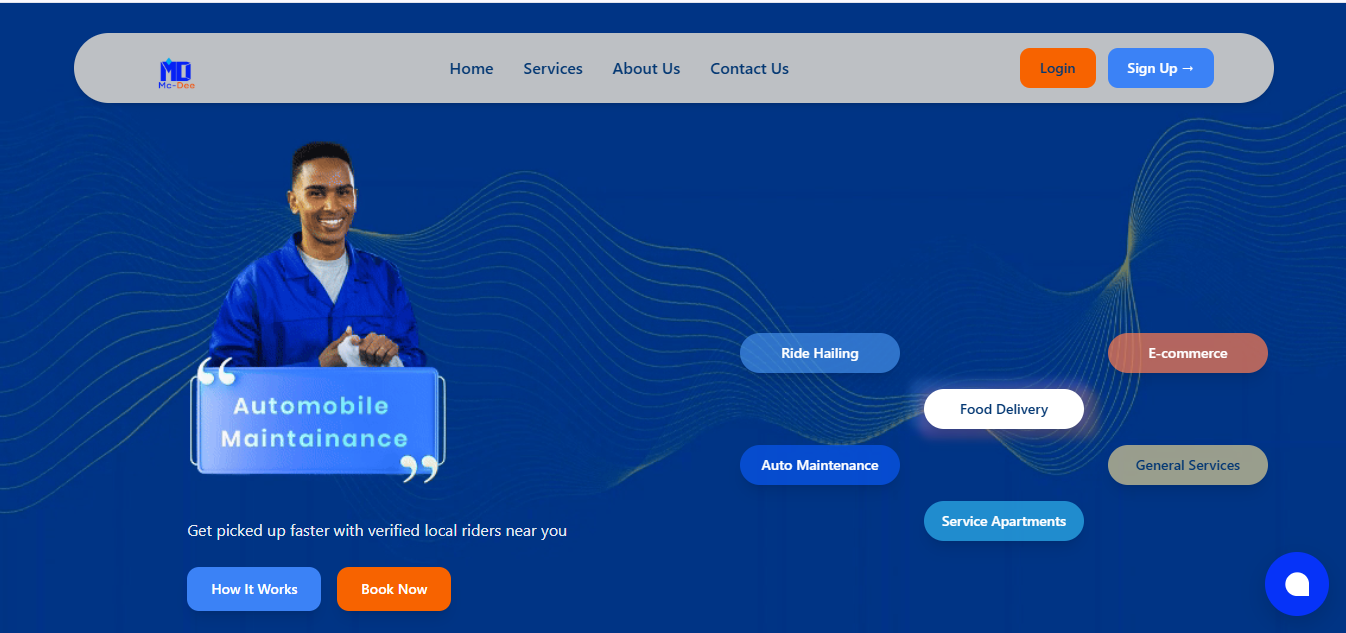 MD
Mc-Dee
Home Services About Us Contact Us
Login
Sign Up →
“
Automobile
Maintainance
”
Get picked up faster with verified local riders near you
How It Works
Book Now
Ride Hailing
E-commerce
Food Delivery
Auto Maintenance
General Services
Service Apartments